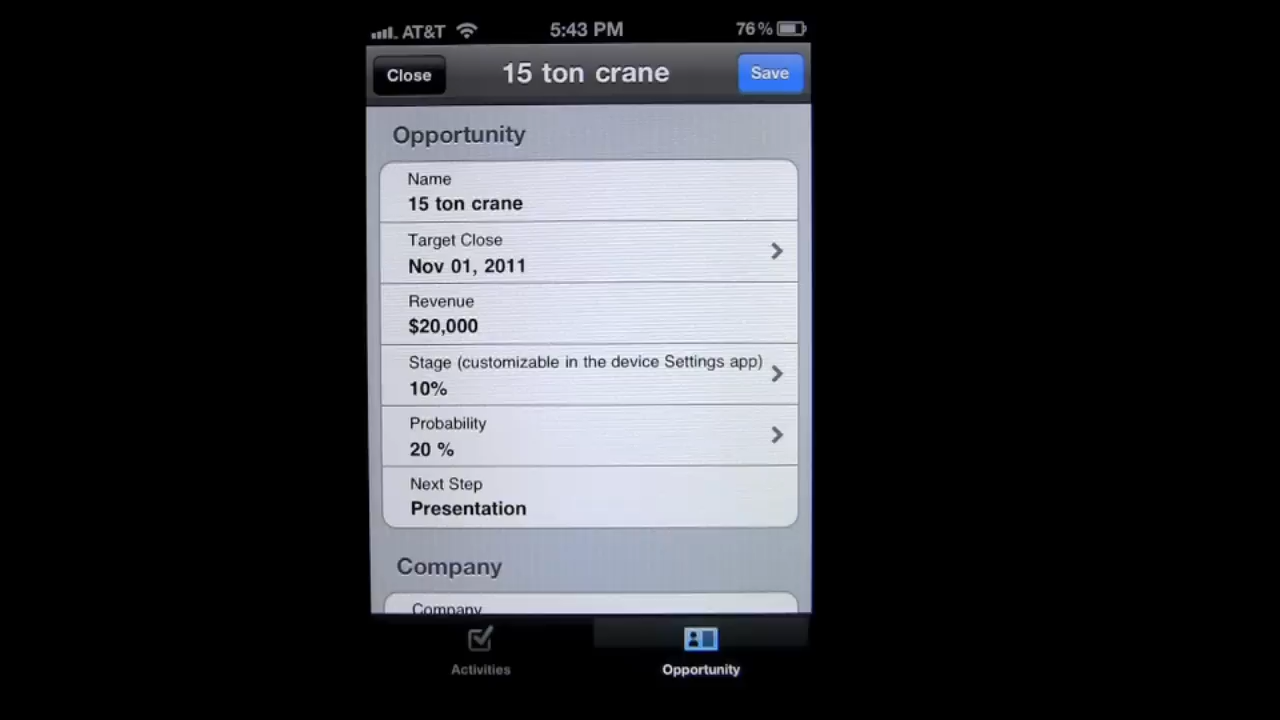 AT&T 5:43 PM 76%
Close 15 ton crane Save
Opportunity
Name
15 ton crane
Target Close
Nov 01, 2011
Revenue
$20,000
Stage (customizable in the device Settings app)
10%
Probability
20 %
Next Step
Presentation
Company
Company
Activities Opportunity